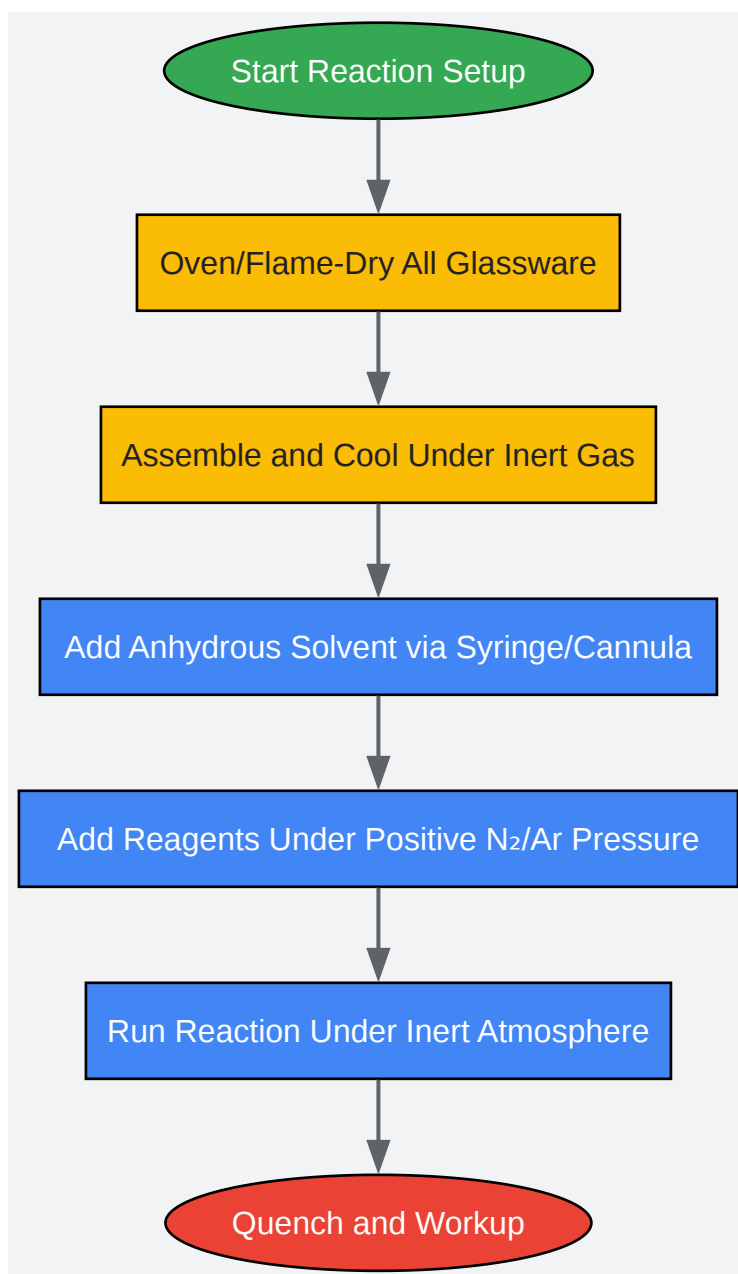 Start Reaction Setup
Oven/Flame-Dry All Glassware
Assemble and Cool Under Inert Gas
Add Anhydrous Solvent via Syringe/Cannula
Add Reagents Under Positive N₂/Ar Pressure
Run Reaction Under Inert Atmosphere
Quench and Workup